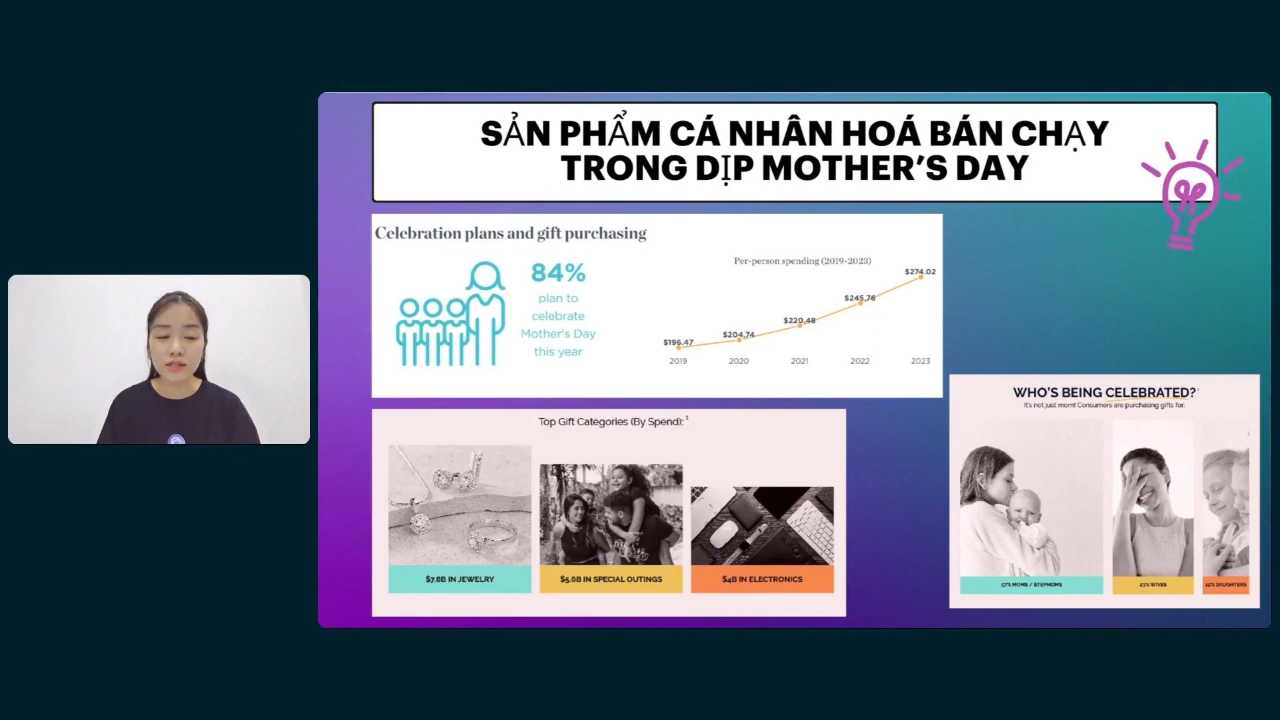 SẢN PHẨM CÁ NHÂN HOÁ BÁN CHẠY
TRONG DỊP MOTHER'S DAY
Celebration plans and gift purchasing
84%
plan to
celebrate
Mother's Day
this year
Per-person spending (2019-2023)
$196.47
$204.74
$220.48
$245.76
$274.02
2019
2020
2021
2022
2023
Top Gift Categories (By Spend): 1
$7.8B IN JEWELRY
$5.6B IN SPECIAL OUTINGS
$4B IN ELECTRONICS
WHO'S BEING CELEBRATED?1
It's not just mom! Consumers are purchasing gifts for:
57% MOMS / STEPMOMS
23% WIVES
12% DAUGHTERS